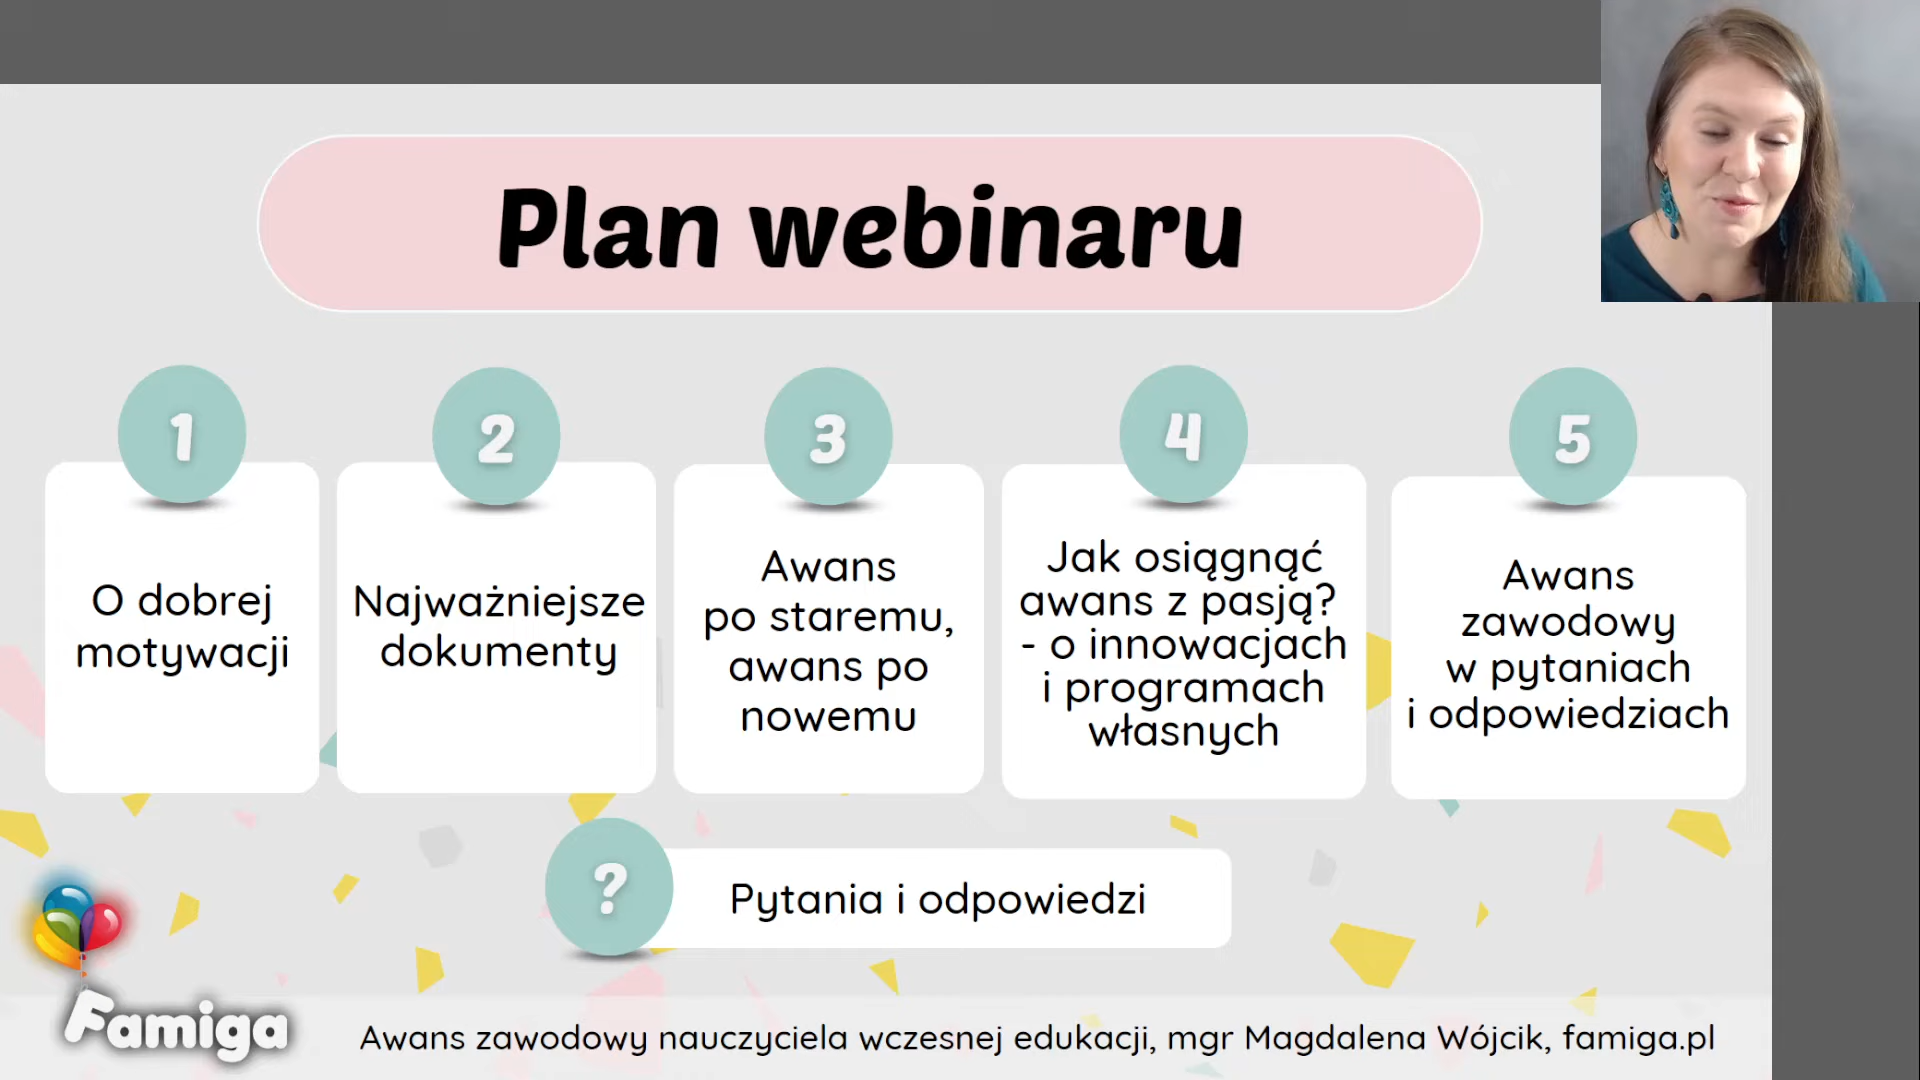 Plan webinaru
1
O dobrej
motywacji
2
Najważniejsze
dokumenty
3
Awans
po staremu,
awans po
nowemu
4
Jak osiągnąć
awans z pasją?
- o innowacjach
i programach
własnych
5
Awans
zawodowy
w pytaniach
i odpowiedziach
?
Pytania i odpowiedzi
Famiga
Awans zawodowy nauczyciela wczesnej edukacji, mgr Magdalena Wójcik, famiga.pl